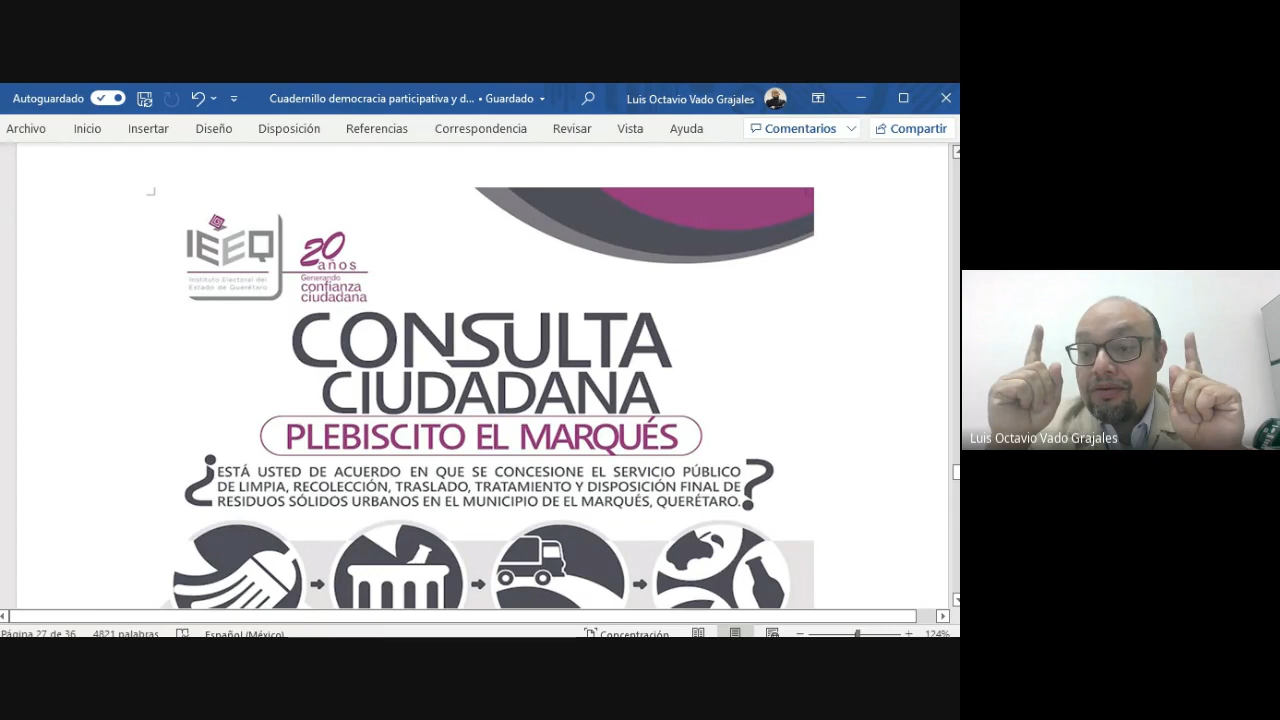 Autoguardado
Cuadernillo democracia participativa y d... • Guardado
Luis Octavio Vado Grajales
Archivo Inicio Insertar Diseño Disposición Referencias Correspondencia Revisar Vista Ayuda Comentarios Compartir
IEEQ
Instituto Electoral del
Estado de Querétaro
20
años
Generando
confianza
ciudadana
CONSULTA
CIUDADANA
PLEBISCITO EL MARQUÉS
¿ESTÁ USTED DE ACUERDO EN QUE SE CONCESIONE EL SERVICIO PÚBLICO
DE LIMPIA, RECOLECCIÓN, TRASLADO, TRATAMIENTO Y DISPOSICIÓN FINAL DE
RESIDUOS SÓLIDOS URBANOS EN EL MUNICIPIO DE EL MARQUÉS, QUERÉTARO.?
Página 27 de 36 4821 palabras Español (México) Concentración 124%
Luis Octavio Vado Grajales